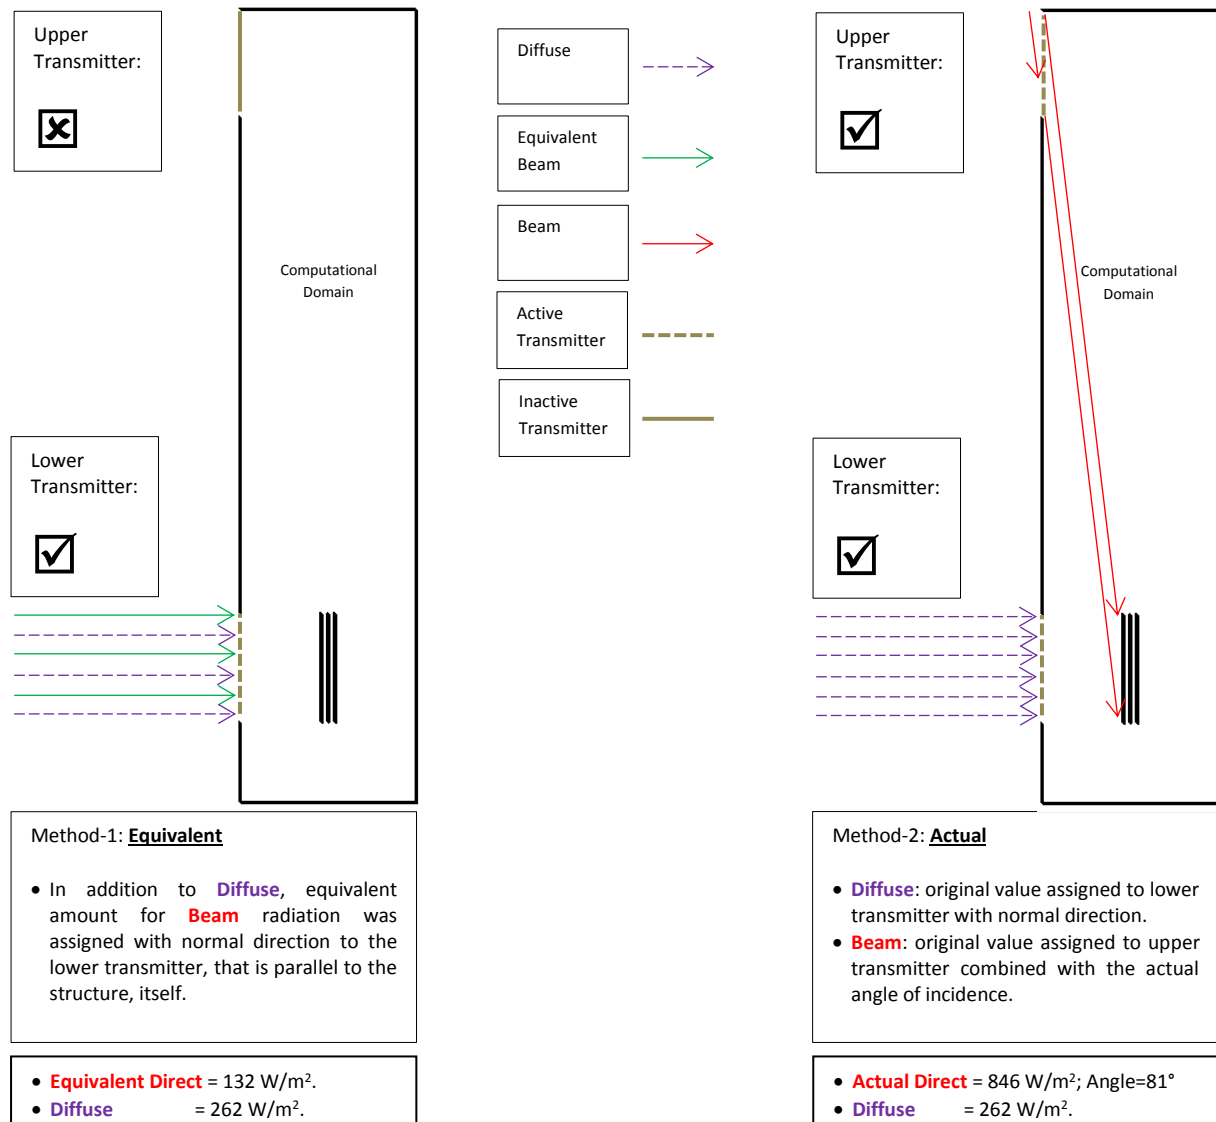 Upper
Transmitter:
Diffuse
Equivalent
Beam
Beam
Active
Transmitter
Inactive
Transmitter
Upper
Transmitter:
Computational
Domain
Computational
Domain
Lower
Transmitter:
Lower
Transmitter:
Method-1: Equivalent
• In addition to Diffuse, equivalent
amount for Beam radiation was
assigned with normal direction to the
lower transmitter, that is parallel to the
structure, itself.
• Equivalent Direct = 132 W/m².
• Diffuse = 262 W/m².
Method-2: Actual
• Diffuse: original value assigned to lower
transmitter with normal direction.
• Beam: original value assigned to upper
transmitter combined with the actual
angle of incidence.
• Actual Direct = 846 W/m²; Angle=81°
• Diffuse = 262 W/m².